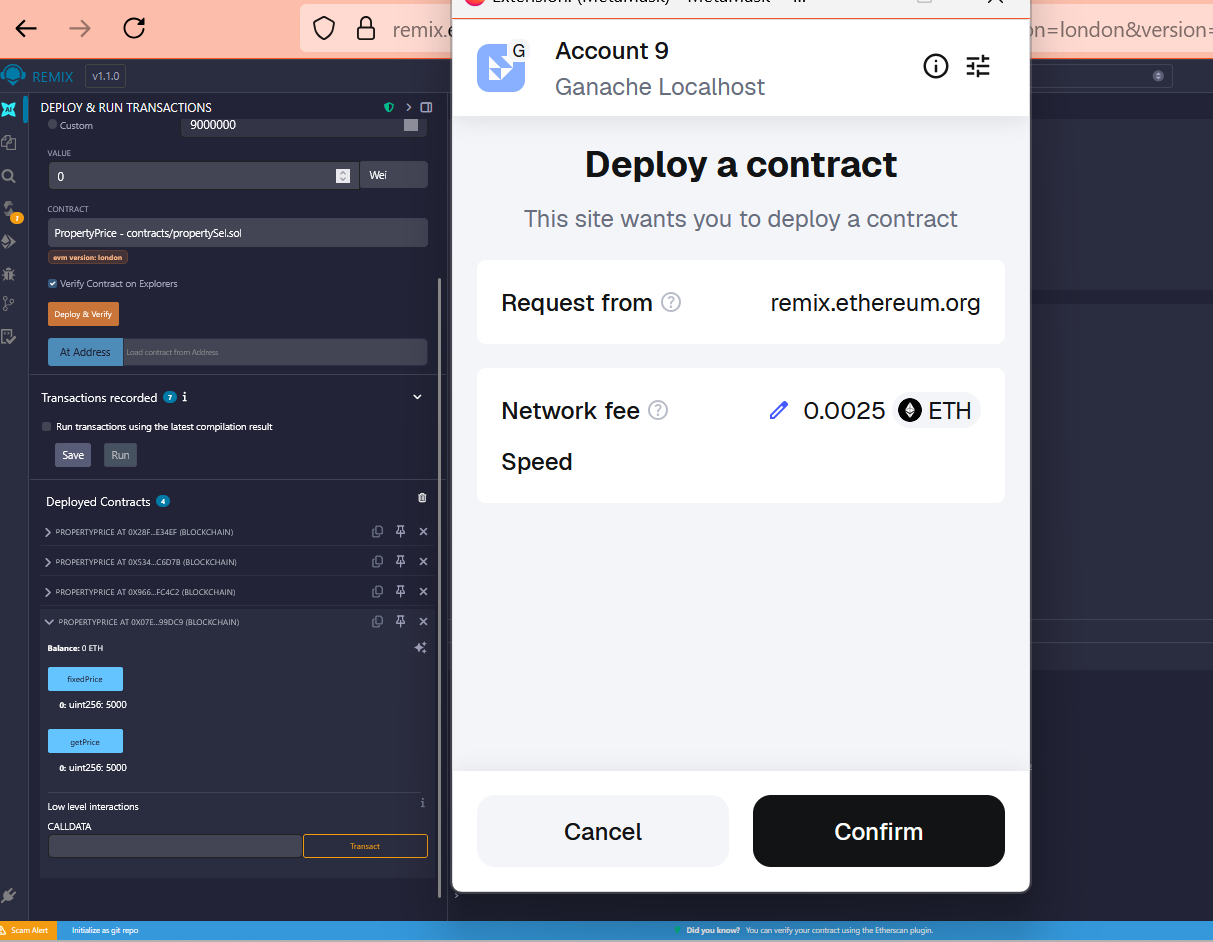 Extension: (MetaMask) - MetaMask ...
remix.e
on=london&version=
REMIX
v1.1.0
DEPLOY & RUN TRANSACTIONS
Custom
9000000
VALUE
0
Wei
CONTRACT
PropertyPrice - contracts/propertySel.sol
evm version: london
Verify Contract on Explorers
Deploy & Verify
At Address
Load contract from Address
Transactions recorded 7 i
Run transactions using the latest compilation result
Save
Run
Deployed Contracts 4
PROPERTYPRICE AT 0X28F...E34EF (BLOCKCHAIN)
PROPERTYPRICE AT 0X534...C6D7B (BLOCKCHAIN)
PROPERTYPRICE AT 0X966...FC4C2 (BLOCKCHAIN)
PROPERTYPRICE AT 0X07E...99DC9 (BLOCKCHAIN)
Balance: 0 ETH
fixedPrice
0: uint256: 5000
getPrice
0: uint256: 5000
Low level interactions
i
CALLDATA
Transact
Scam Alert
Initialize as git repo
Did you know? You can verify your contract using the Etherscan plugin.
1
AI
G
Account 9
Ganache Localhost
Deploy a contract
This site wants you to deploy a contract
Request from ?
remix.ethereum.org
Network fee ?
0.0025
ETH
Speed
Cancel
Confirm